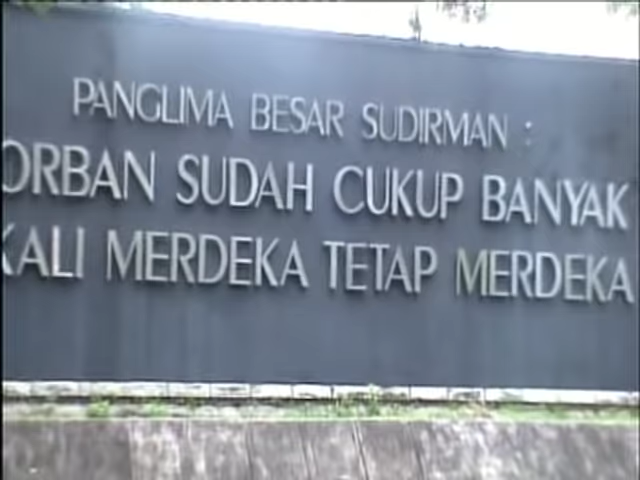 PANGLIMA BESAR SUDIRMAN :
ORBAN SUDAH CUKUP BANYAK
KALI MERDEKA TETAP MERDEKA